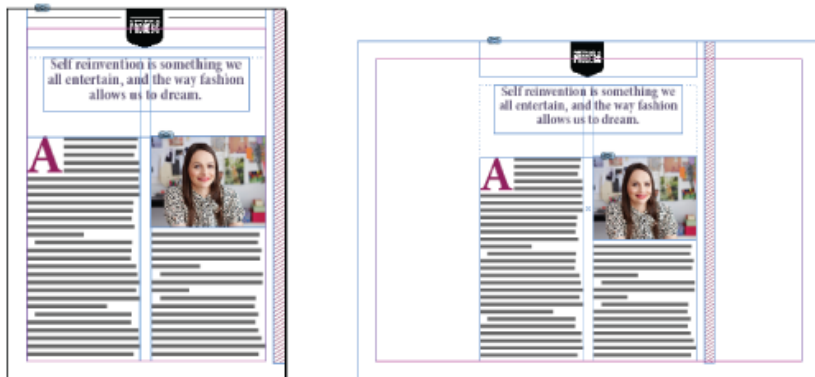 Self reinvention is something we
all entertain, and the way fashion
allows us to dream.
A
Self reinvention is something we
all entertain, and the way fashion
allows us to dream.
A